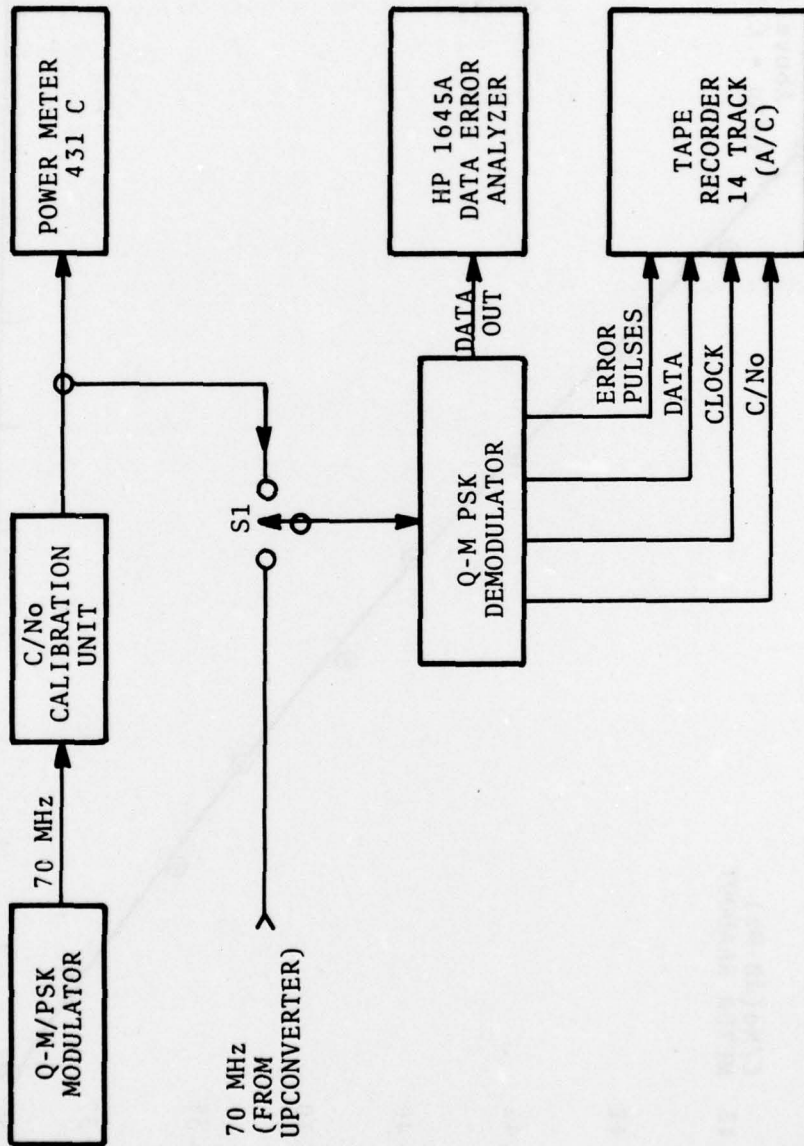 Q-M/PSK
MODULATOR
70 MHz
C/No
CALIBRATION
UNIT
POWER METER
431 C
70 MHz
(FROM
UPCONVERTER)
S1
Q-M PSK
DEMODULATOR
DATA
OUT
HP 1645A
DATA ERROR
ANALYZER
ERROR
PULSES
DATA
CLOCK
C/No
TAPE
RECORDER
14 TRACK
(A/C)